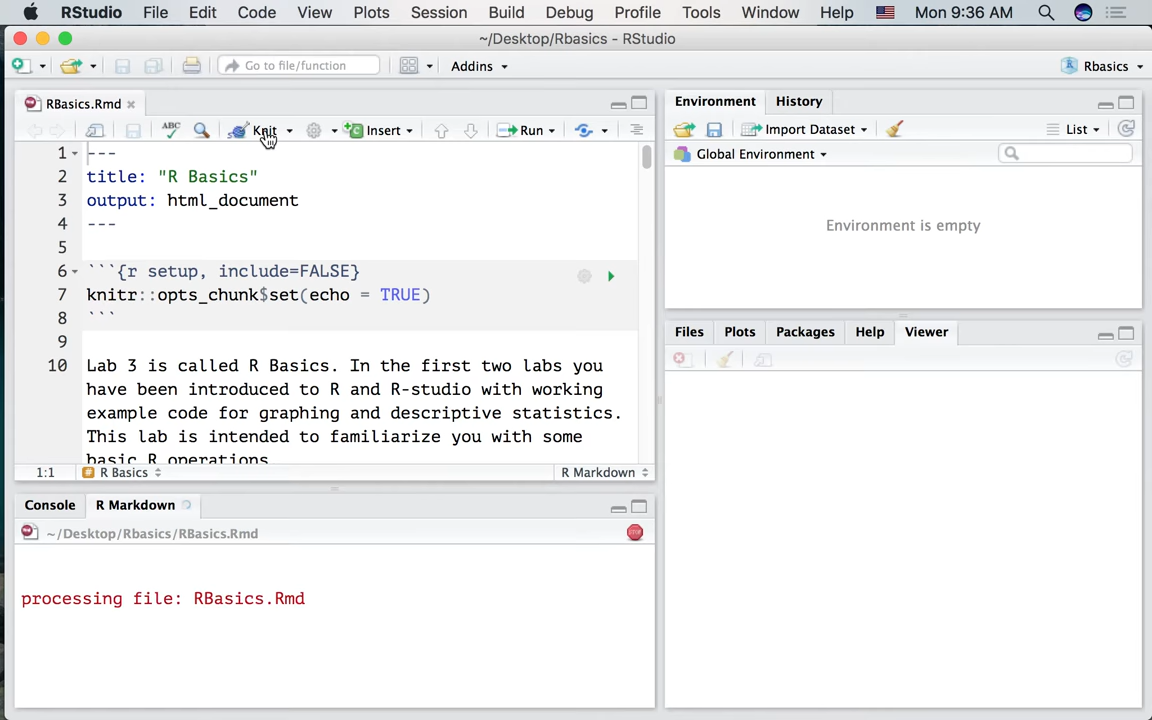 RStudio File Edit Code View Plots Session Build Debug Profile Tools Window Help Mon 9:36 AM
~/Desktop/Rbasics - RStudio
Go to file/function Addins Rbasics
RBasics.Rmd
ABC Knit Insert Run
1 ---
2 title: "R Basics"
3 output: html_document
4 ---
5
6 ```{r setup, include=FALSE}
7 knitr::opts_chunk$set(echo = TRUE)
8 ```
9
10 Lab 3 is called R Basics. In the first two labs you
have been introduced to R and R-studio with working
example code for graphing and descriptive statistics.
This lab is intended to familiarize you with some
basic R operations
1:1 # R Basics R Markdown
Console R Markdown
~/Desktop/Rbasics/RBasics.Rmd STOP
processing file: RBasics.Rmd
Environment History
Import Dataset List
Global Environment
Environment is empty
Files Plots Packages Help Viewer